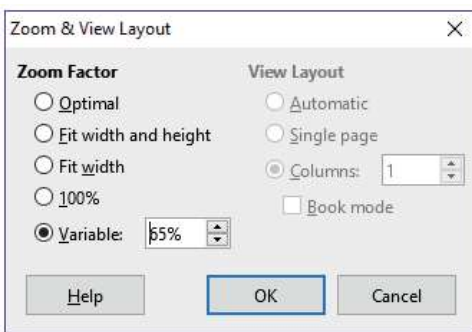 Zoom & View Layout
Zoom Factor
Optimal
Fit width and height
Fit width
100%
Variable: 65%
View Layout
Automatic
Single page
Columns: 1
Book mode
Help OK Cancel